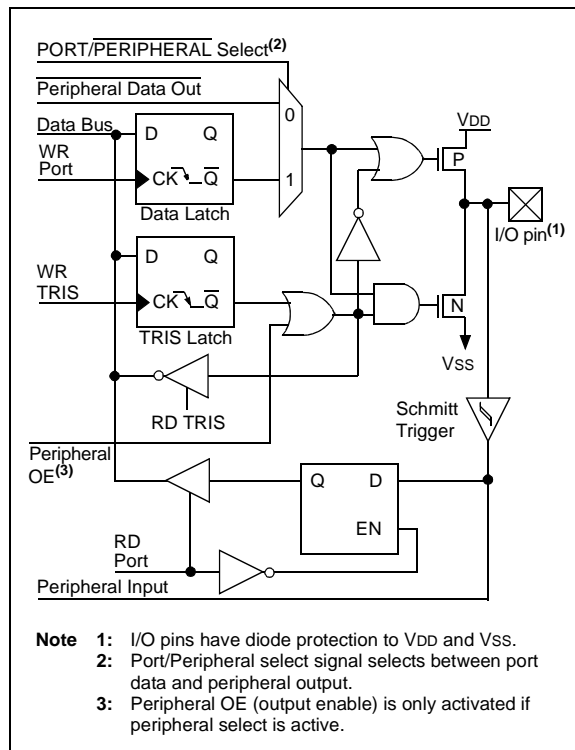 PORT/PERIPHERAL Select(2)
Peripheral Data Out
Data Bus
D Q
0
VDD
WR
Port
P
CK Q
1
Data Latch
I/O pin(1)
D Q
WR
TRIS
CK Q
N
TRIS Latch
VSS
RD TRIS
Schmitt
Trigger
Peripheral
OE(3)
Q D
EN
RD
Port
Peripheral Input
Note 1: I/O pins have diode protection to VDD and VSS.
2: Port/Peripheral select signal selects between port
data and peripheral output.
3: Peripheral OE (output enable) is only activated if
peripheral select is active.